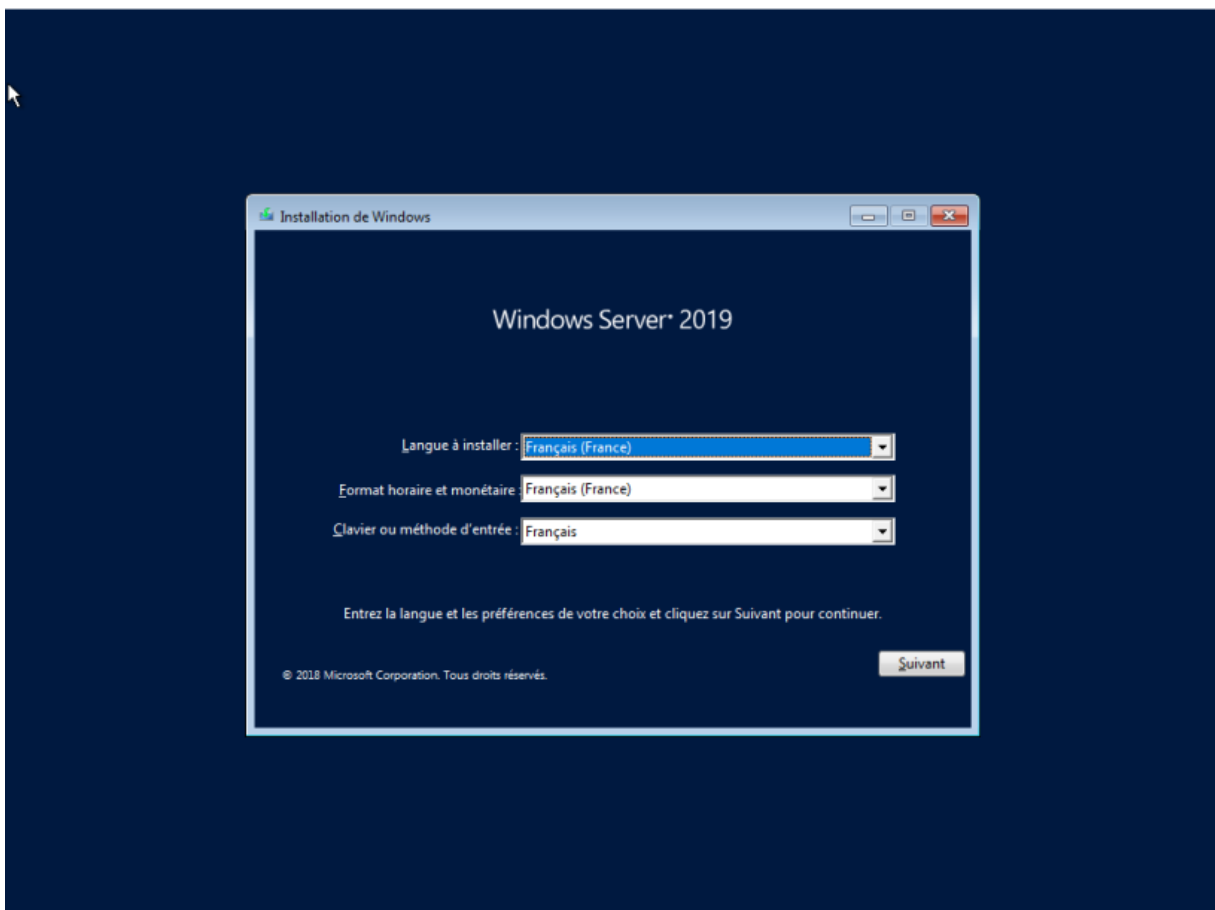 Installation de Windows
Windows Server® 2019
Langue à installer : Français (France)
Format horaire et monétaire : Français (France)
Clavier ou méthode d'entrée : Français
Entrez la langue et les préférences de votre choix et cliquez sur Suivant pour continuer.
Suivant
© 2018 Microsoft Corporation. Tous droits réservés.